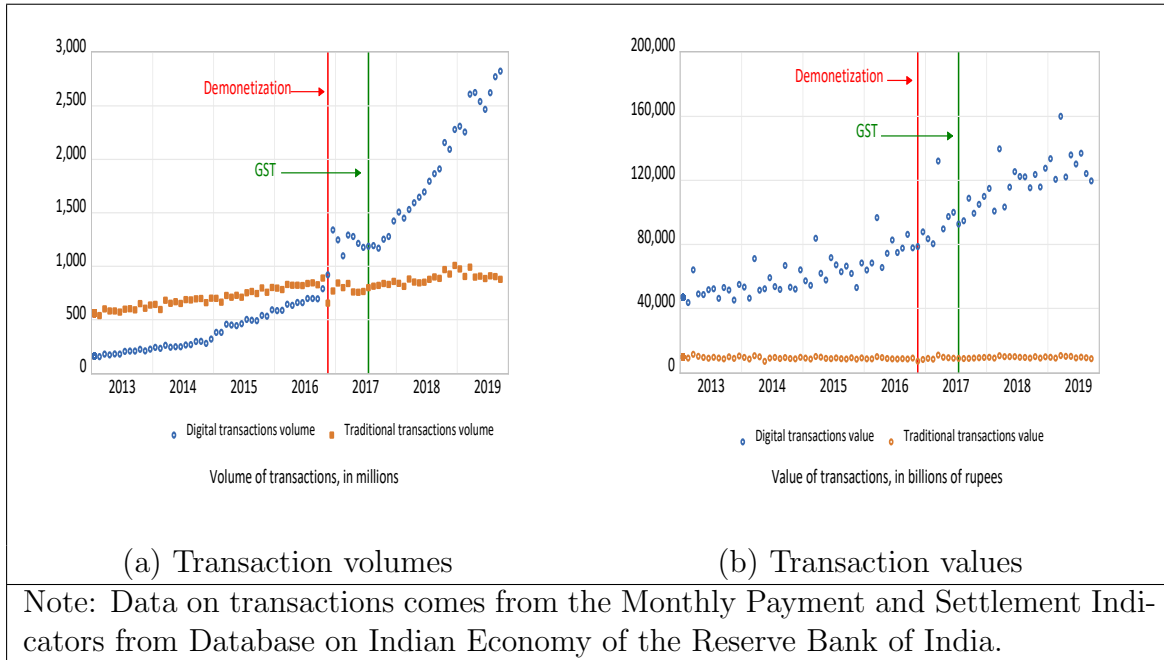 3,000
2,500
2,000
1,500
1,000
500
0
Demonetization
GST
2013 2014 2015 2016 2017 2018 2019
Digital transactions volume Traditional transactions volume
Volume of transactions, in millions
(a) Transaction volumes
200,000
160,000
120,000
80,000
40,000
0
Demonetization
GST
2013 2014 2015 2016 2017 2018 2019
Digital transactions value Traditional transactions value
Value of transactions, in billions of rupees
(b) Transaction values
Note: Data on transactions comes from the Monthly Payment and Settlement Indi-
cators from Database on Indian Economy of the Reserve Bank of India.